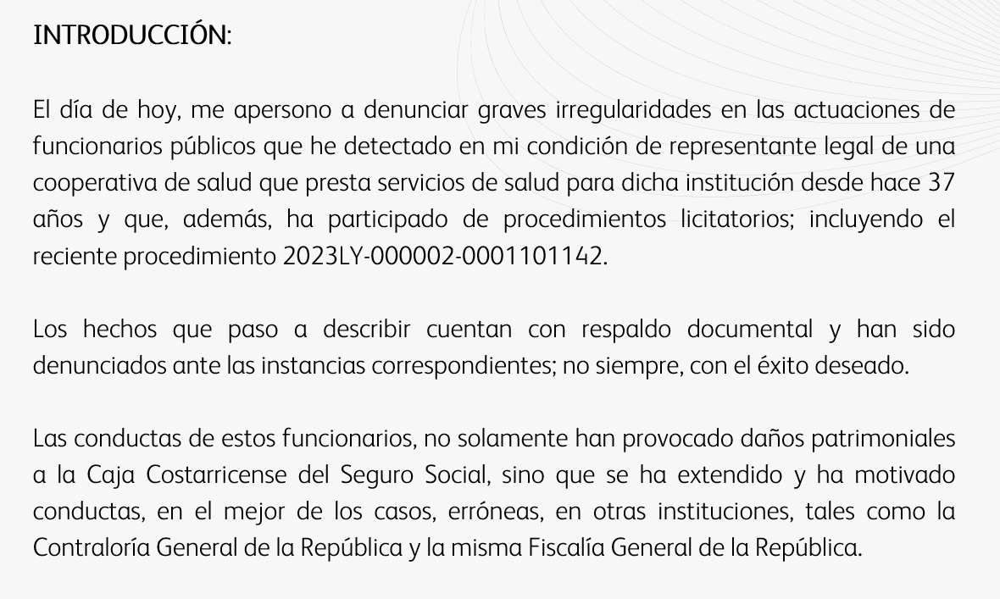 INTRODUCCIÓN:
El día de hoy, me apersono a denunciar graves irregularidades en las actuaciones de
funcionarios públicos que he detectado en mi condición de representante legal de una
cooperativa de salud que presta servicios de salud para dicha institución desde hace 37
años y que, además, ha participado de procedimientos licitatorios; incluyendo el
reciente procedimiento 2023LY-000002-0001101142.
Los hechos que paso a describir cuentan con respaldo documental y han sido
denunciados ante las instancias correspondientes; no siempre, con el éxito deseado.
Las conductas de estos funcionarios, no solamente han provocado daños patrimoniales
a la Caja Costarricense del Seguro Social, sino que se ha extendido y ha motivado
conductas, en el mejor de los casos, erróneas, en otras instituciones, tales como la
Contraloría General de la República y la misma Fiscalía General de la República.